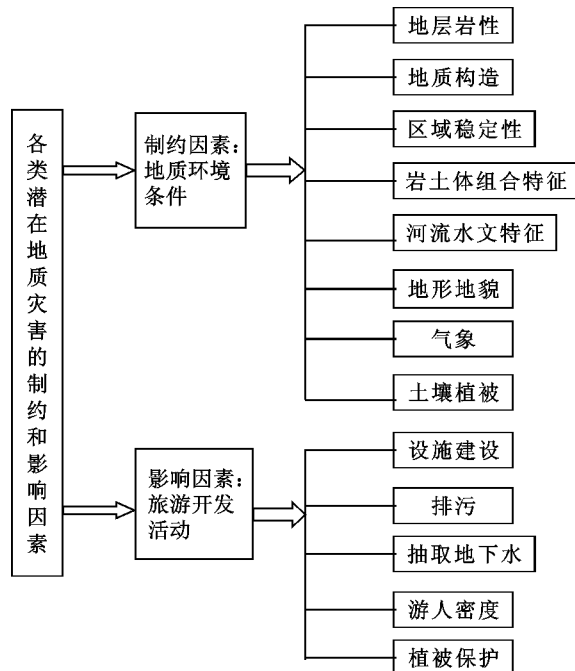 各类潜在地质灾害的制约和影响因素
制约因素：
地质环境
条件
地层岩性
地质构造
区域稳定性
岩土体组合特征
河流水文特征
地形地貌
气象
土壤植被
影响因素：
旅游开发
活动
设施建设
排污
抽取地下水
游人密度
植被保护